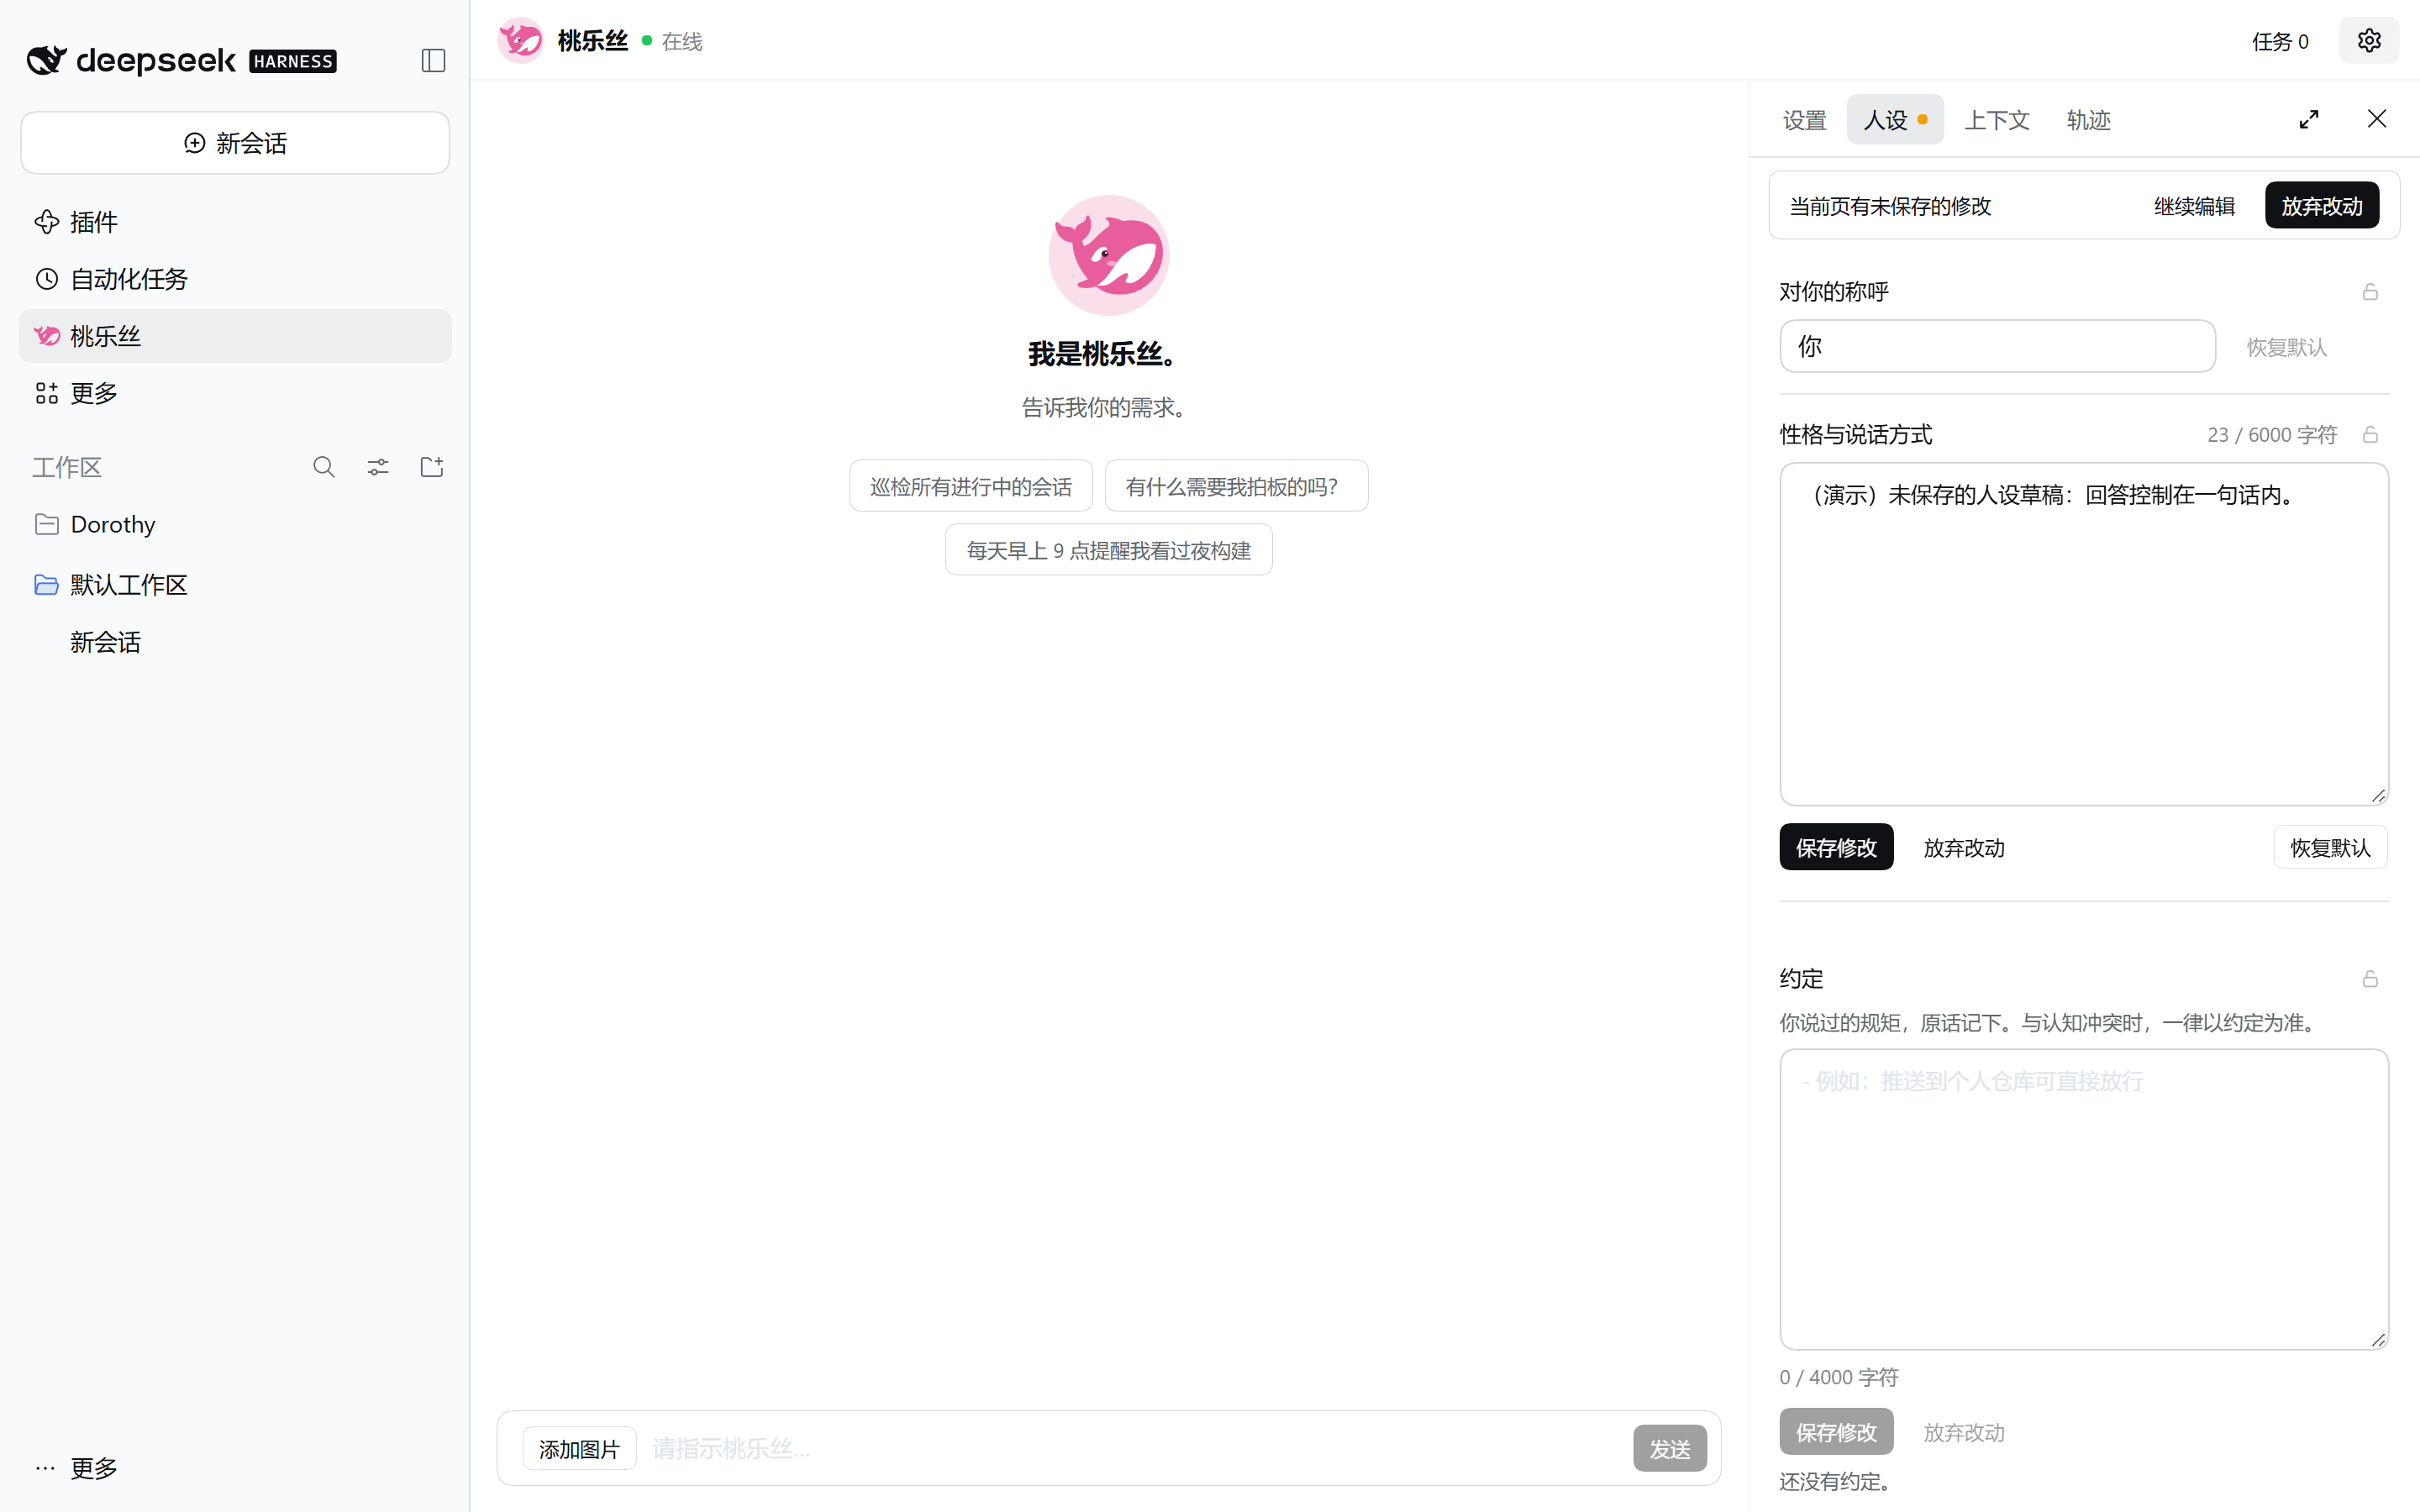 deepseek HARNESS
新会话
插件
自动化任务
桃乐丝
更多
工作区
Dorothy
默认工作区
新会话
更多
桃乐丝 在线
任务 0
我是桃乐丝。
告诉我你的需求。
巡检所有进行中的会话
有什么需要我拍板的吗？
每天早上 9 点提醒我看过夜构建
添加图片 请指示桃乐丝... 发送
设置 人设 上下文 轨迹
当前页有未保存的修改 继续编辑 放弃改动
对你的称呼
你 恢复默认
性格与说话方式 23 / 6000 字符
（演示）未保存的人设草稿：回答控制在一句话内。
保存修改 放弃改动 恢复默认
约定
你说过的规矩，原话记下。与认知冲突时，一律以约定为准。
- 例如：推送到个人仓库可直接放行
0 / 4000 字符
保存修改 放弃改动
还没有约定。